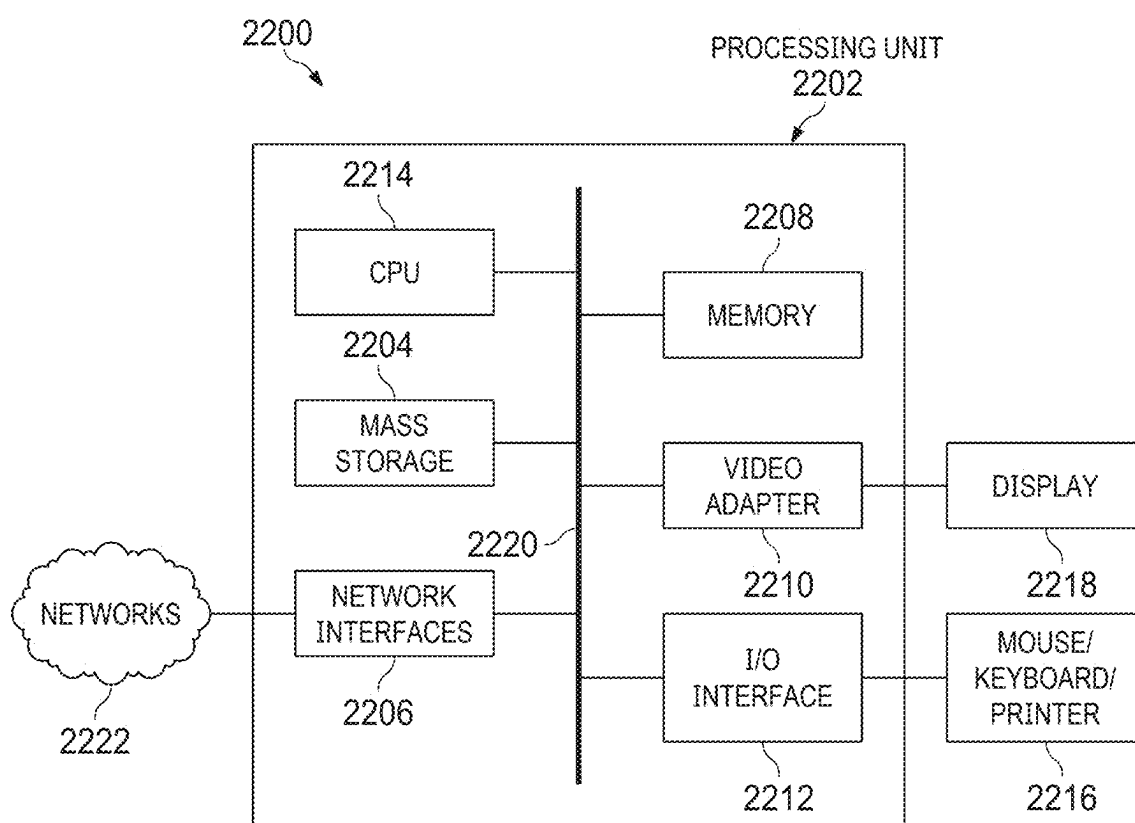 2200
PROCESSING UNIT
2202
2214
CPU
2208
MEMORY
2204
MASS
STORAGE
VIDEO
ADAPTER
2210
DISPLAY
2218
2220
NETWORKS
2222
NETWORK
INTERFACES
2206
I/O
INTERFACE
2212
MOUSE/
KEYBOARD/
PRINTER
2216